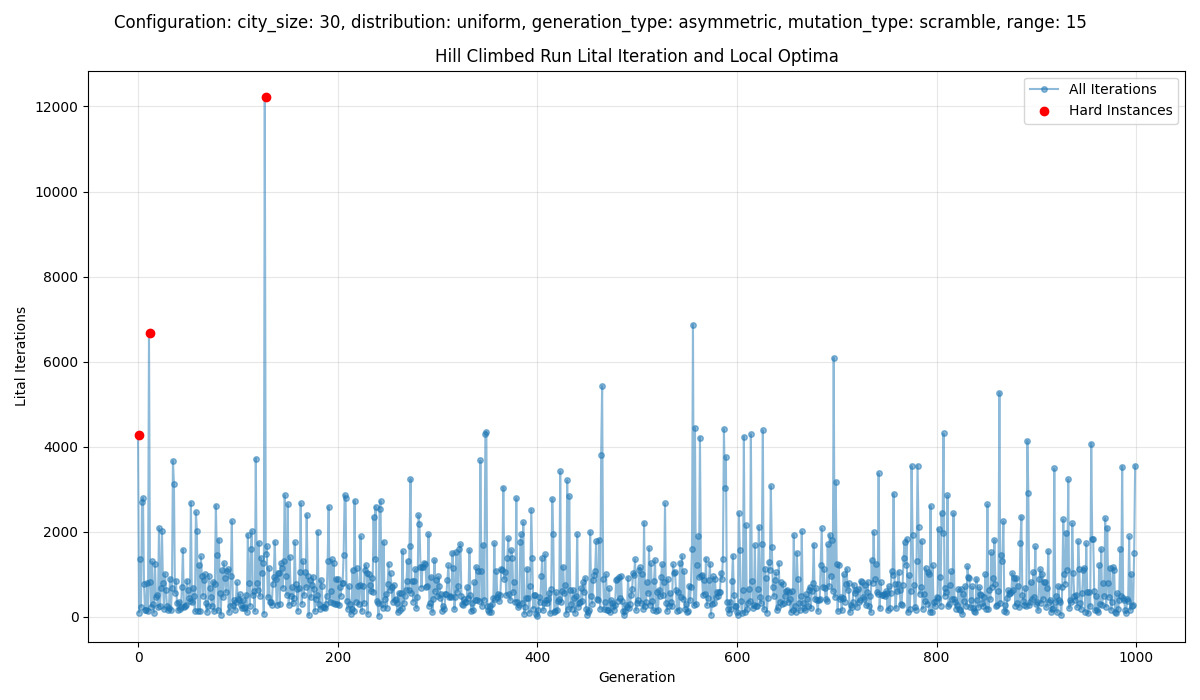 Configuration: city_size: 30, distribution: uniform, generation_type: asymmetric, mutation_type: scramble, range: 15
Hill Climbed Run Lital Iteration and Local Optima
All Iterations
Hard Instances
12000
10000
8000
6000
4000
2000
0
Lital Iterations
0 200 400 600 800 1000
Generation